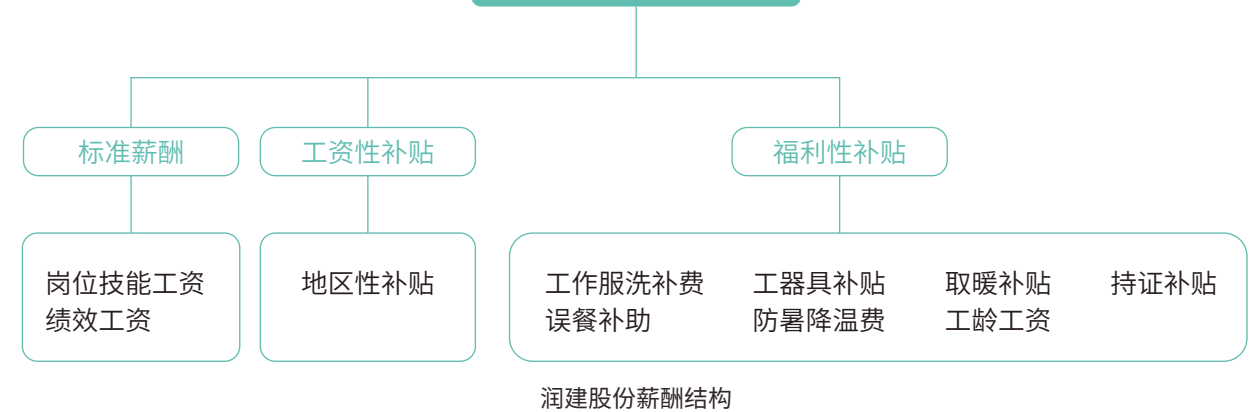 标准薪酬
工资性补贴
福利性补贴
岗位技能工资
绩效工资
地区性补贴
工作服洗补费 工器具补贴 取暖补贴 持证补贴
误餐补助 防暑降温费 工龄工资
润建股份薪酬结构